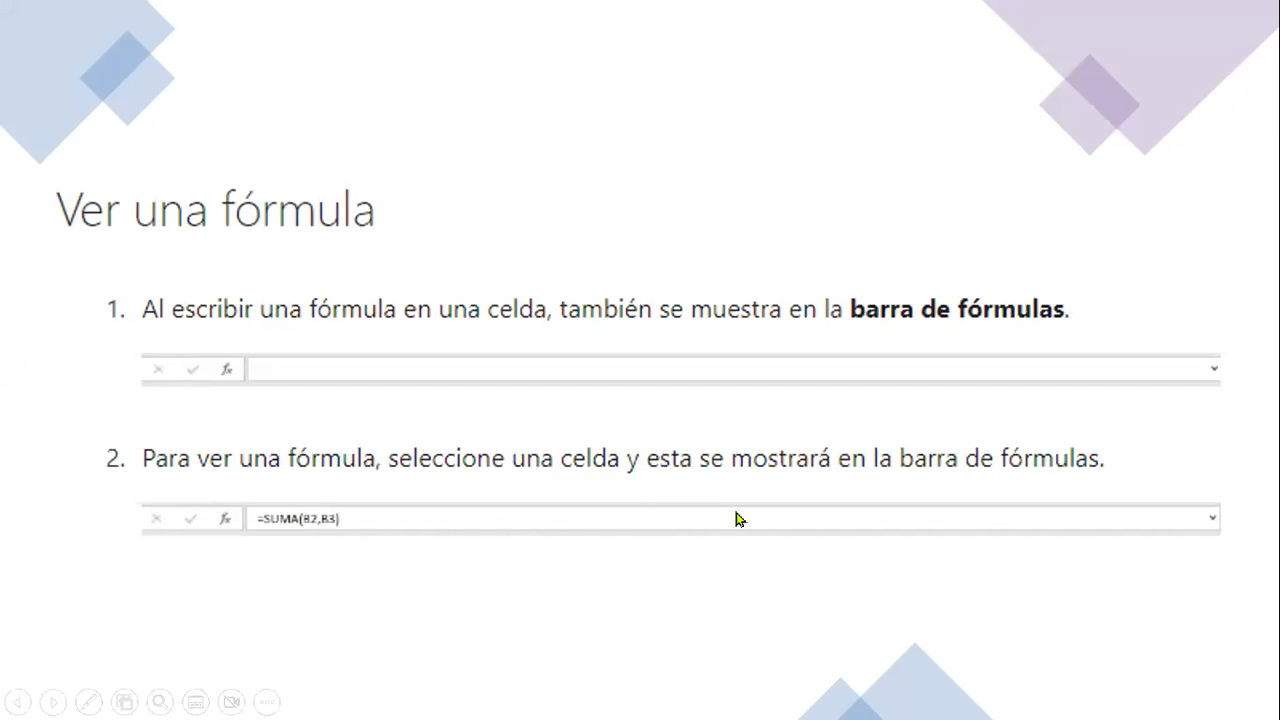 Ver una fórmula
1. Al escribir una fórmula en una celda, también se muestra en la barra de fórmulas.
fx
2. Para ver una fórmula, seleccione una celda y esta se mostrará en la barra de fórmulas.
fx =SUMA(B2,B3)